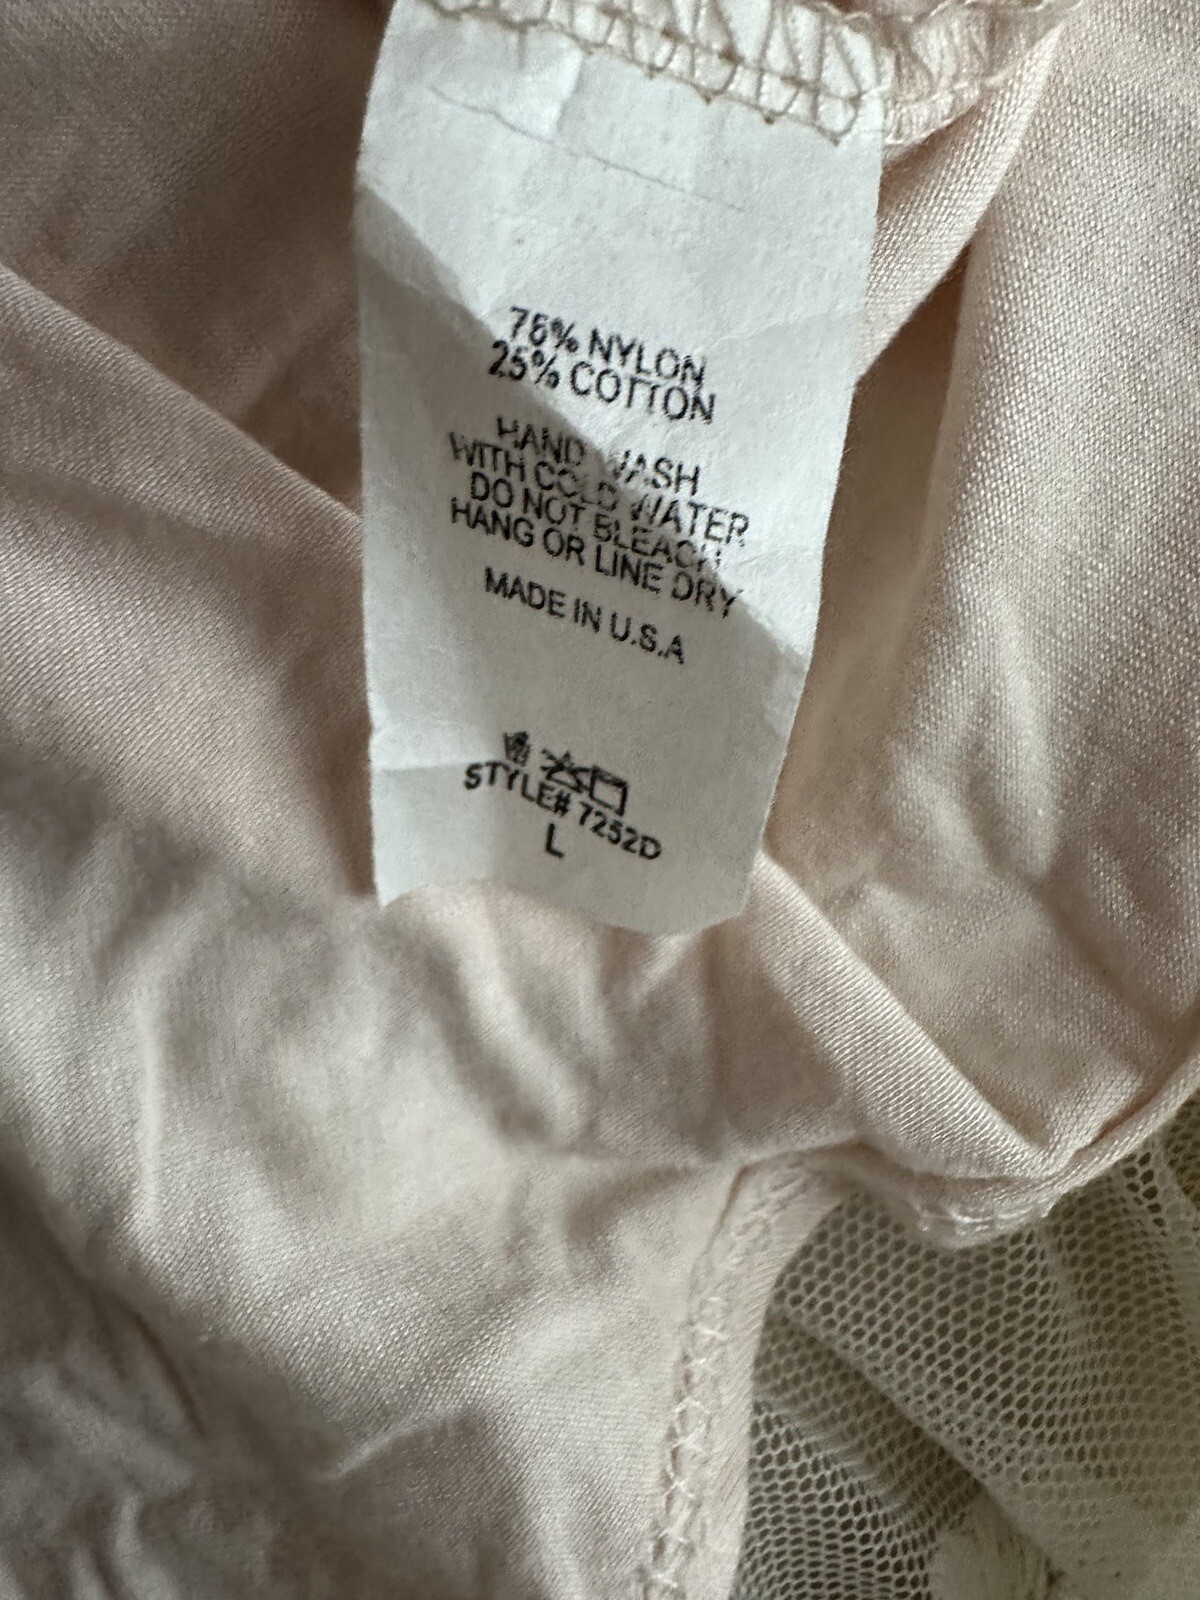 75% NYLON
25% COTTON
HAND WASH
WITH COLD WATER
DO NOT BLEACH
HANG OR LINE DRY
MADE IN U.S.A
STYLE# 7252D
L